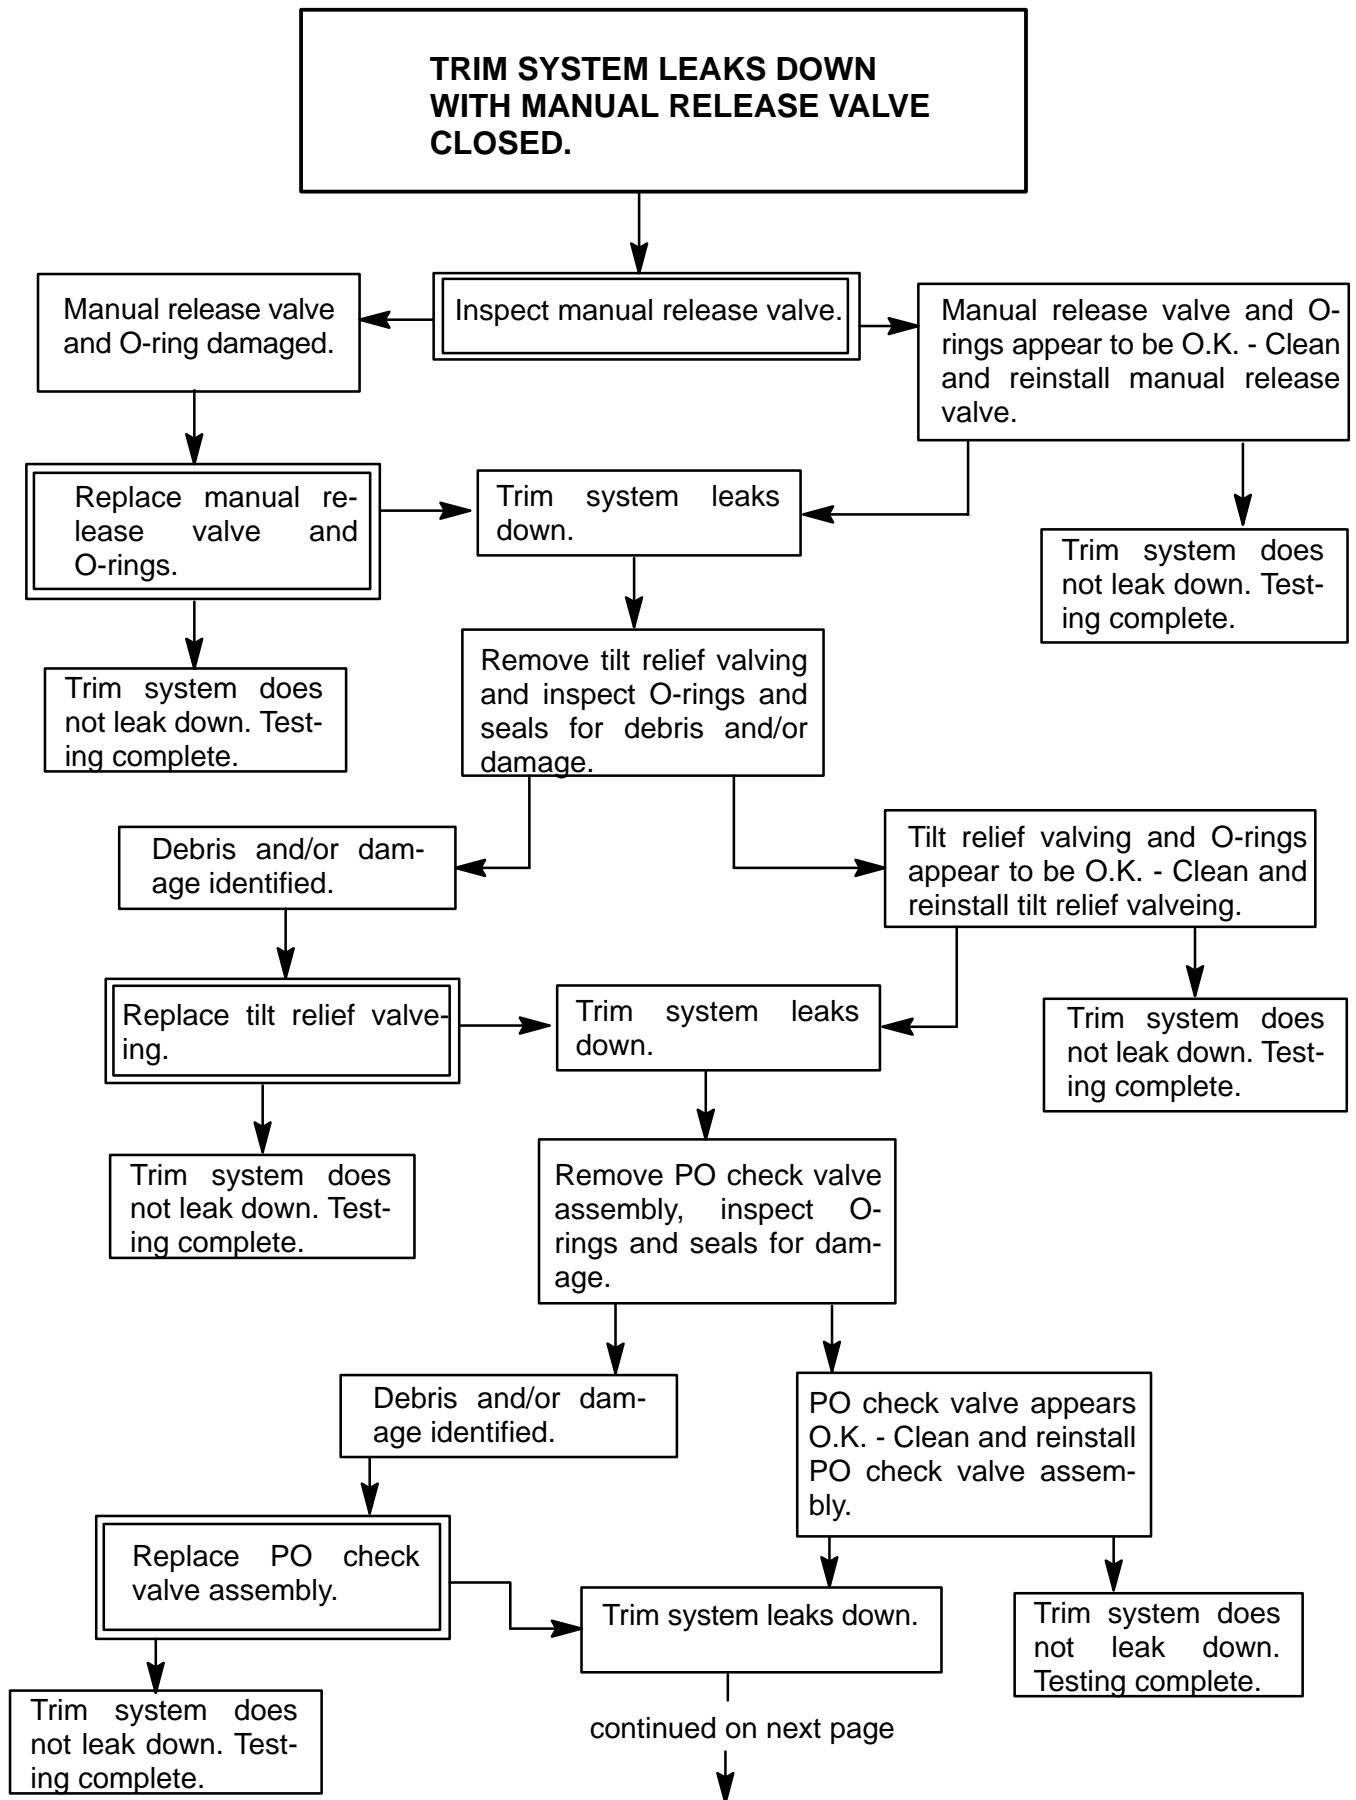 TRIM SYSTEM LEAKS DOWN
WITH MANUAL RELEASE VALVE
CLOSED.
Inspect manual release valve.
Manual release valve
and O-ring damaged.
Manual release valve and O-
rings appear to be O.K. - Clean
and reinstall manual release
valve.
Replace manual re-
lease valve and
O-rings.
Trim system leaks
down.
Trim system does
not leak down. Test-
ing complete.
Trim system does
not leak down. Test-
ing complete.
Remove tilt relief valving
and inspect O-rings and
seals for debris and/or
damage.
Debris and/or dam-
age identified.
Tilt relief valving and O-rings
appear to be O.K. - Clean and
reinstall tilt relief valveing.
Replace tilt relief valve-
ing.
Trim system leaks
down.
Trim system does
not leak down. Test-
ing complete.
Trim system does
not leak down. Test-
ing complete.
Remove PO check valve
assembly, inspect O-
rings and seals for dam-
age.
Debris and/or dam-
age identified.
PO check valve appears
O.K. - Clean and reinstall
PO check valve assem-
bly.
Replace PO check
valve assembly.
Trim system leaks down.
Trim system does
not leak down.
Testing complete.
Trim system does
not leak down. Test-
ing complete.
continued on next page